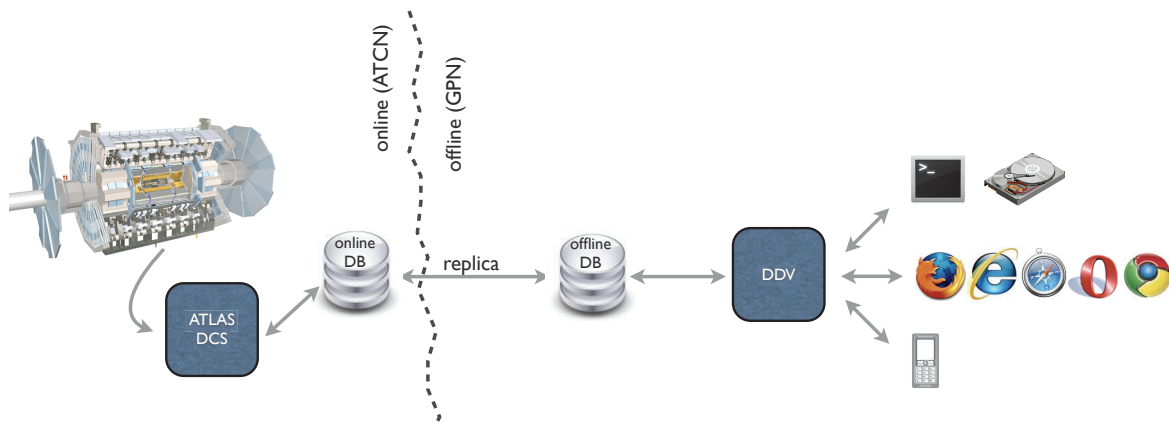 online (ATCN)
offline (GPN)
online
DB
replica
offline
DB
DDV
ATLAS
DCS
>_